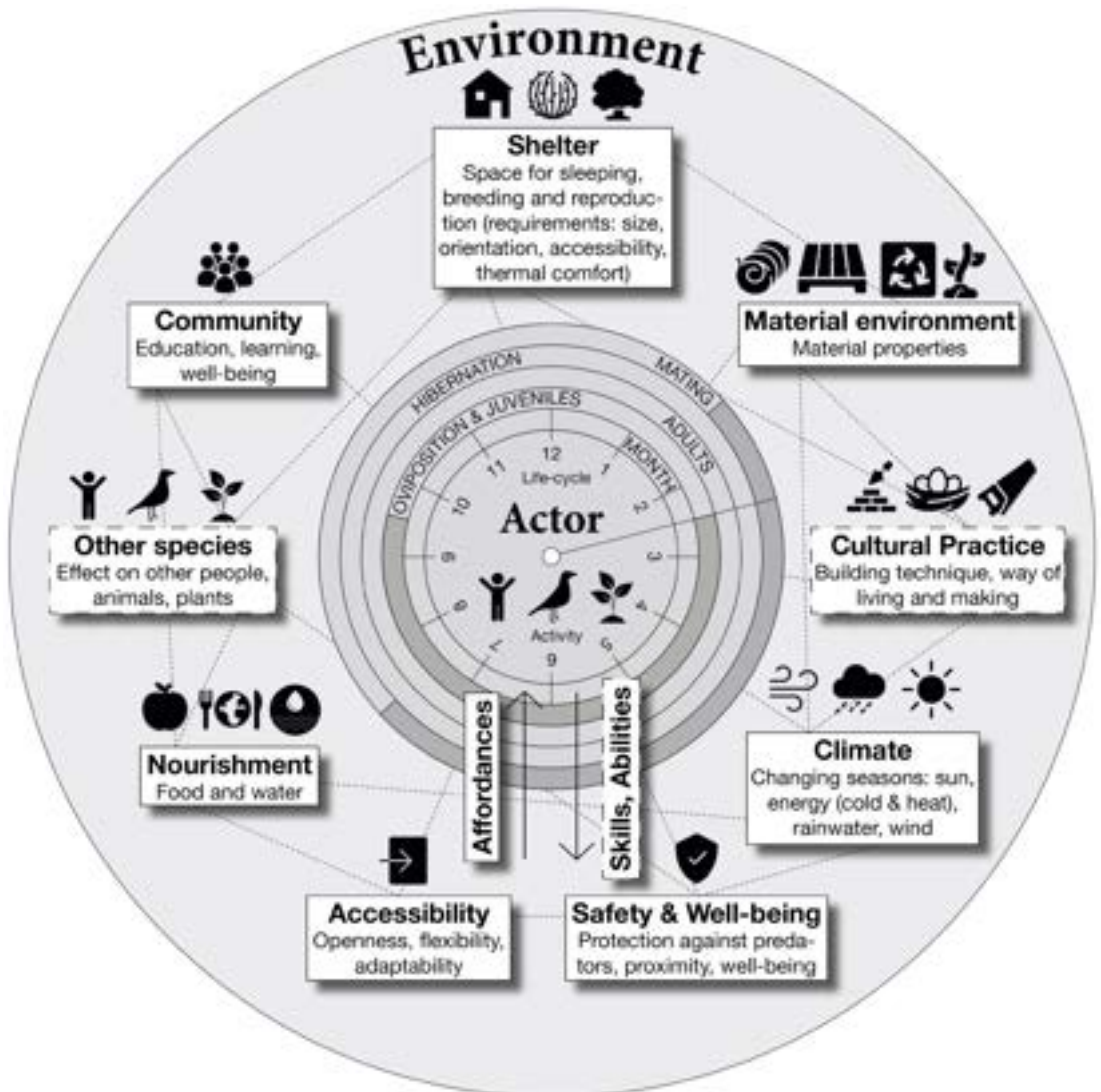 Environment
Shelter
Space for sleeping,
breeding and reproduc-
tion (requirements: size,
orientation, accessibility,
thermal comfort)
Community
Education, learning,
well-being
Material environment
Material properties
HIBERNATION
MATING
OVIPOSITION & JUVENILES
ADULTS
MONTH
12
1
2
3
4
5
6
7
8
9
10
11
Life-cycle
Actor
Activity
Other species
Effect on other people,
animals, plants
Cultural Practice
Building technique, way of
living and making
Nourishment
Food and water
Affordances
Skills, Abilities
Climate
Changing seasons: sun,
energy (cold & heat),
rainwater, wind
Accessibility
Openness, flexibility,
adaptability
Safety & Well-being
Protection against preda-
tors, proximity, well-being